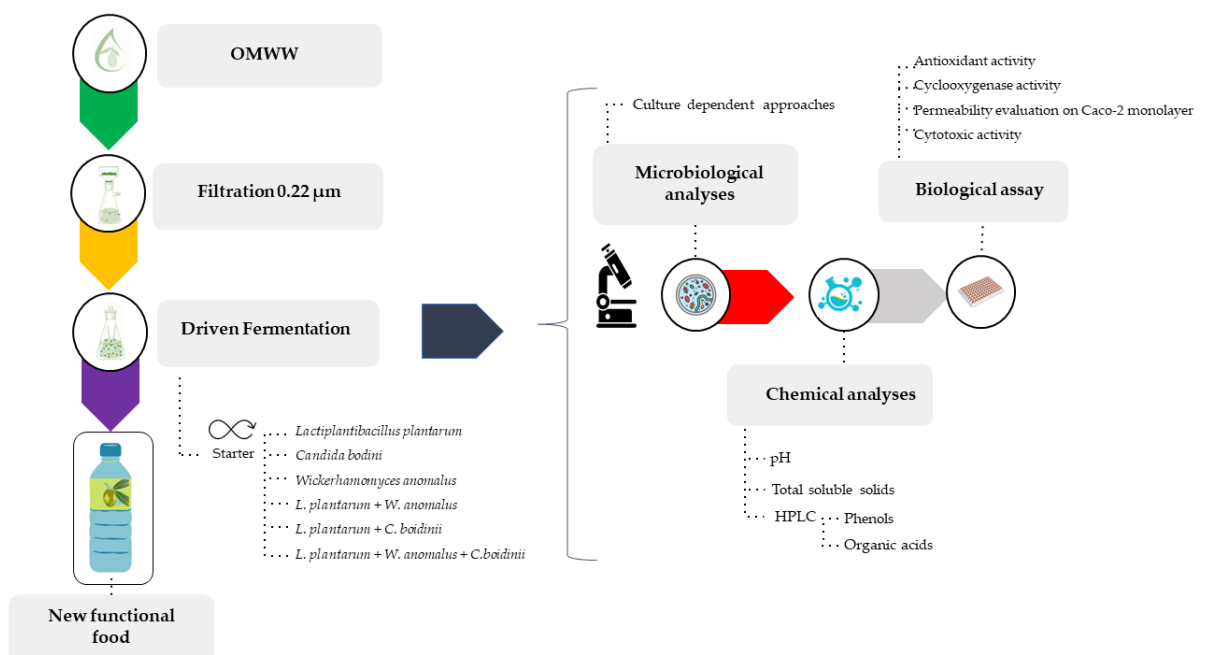 OMWW
Filtration 0.22 µm
Driven Fermentation
Starter
Lactiplantibacillus plantarum
Candida bodini
Wickerhamomyces anomalus
L. plantarum + W. anomalus
L. plantarum + C. boidinii
L. plantarum + W. anomalus + C.boidinii
New functional
food
Culture dependent approaches
Microbiological
analyses
Antioxidant activity
Cyclooxygenase activity
Permeability evaluation on Caco-2 monolayer
Cytotoxic activity
Biological assay
Chemical analyses
pH
Total soluble solids
HPLC
Phenols
Organic acids